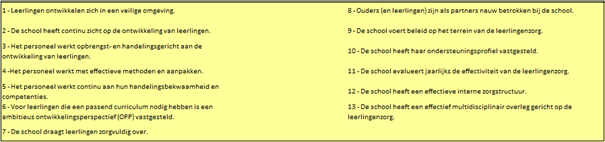 1 - Leerlingen ontwikkelen zich in een veilige omgeving.
2 - De school heeft continu zicht op de ontwikkeling van leerlingen.
3 - Het personeel werkt opbrengst- en handelingsgericht aan de
ontwikkeling van leerlingen.
4 -Het personeel werkt met effectieve methoden en aanpakken.
5 - Het personeel werkt continu aan hun handelingsbekwaamheid en
competenties.
6 - Voor leerlingen die een passend curriculum nodig hebben is een
ambitieus ontwikkelingsperspectief (OPP) vastgesteld.
7 - De school draagt leerlingen zorgvuldig over.
8 - Ouders (en leerlingen) zijn als partners nauw betrokken bij de school.
9 - De school voert beleid op het terrein van de leerlingenzorg.
10 - De school heeft haar ondersteuningsprofiel vastgesteld.
11 - De school evalueert jaarlijks de effectiviteit van de leerlingenzorg.
12 - De school heeft een effectieve interne zorgstructuur.
13 - De school heeft een effectief multidisciplinair overleg gericht op de
leerlingenzorg.